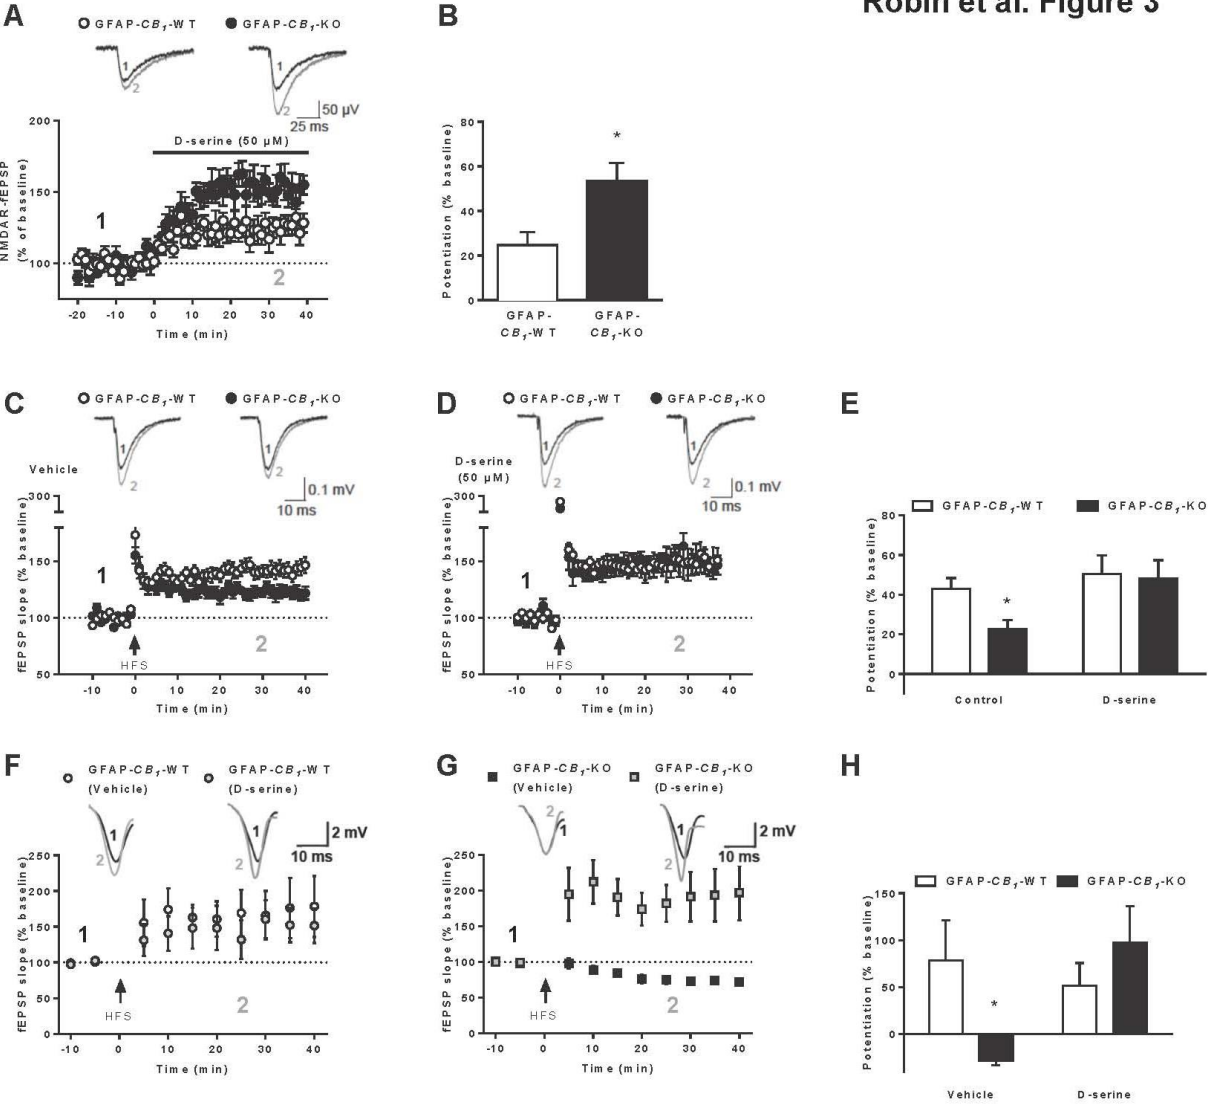 Robin et al. Figure 3
A
GFAP-CB1-WT GFAP-CB1-KO
1
2
1
2
50 µV
25 ms
D-serine (50 µM)
NMDAR-fEPSP
(% of baseline)
200
150
100
1
2
-20 -10 0 10 20 30 40
Time (min)
B
Potentiation (% baseline)
80
60
40
20
0
*
GFAP-
CB1-WT
GFAP-
CB1-KO
C
GFAP-CB1-WT GFAP-CB1-KO
Vehicle
1
2
1
2
0.1 mV
10 ms
fEPSP slope (% baseline)
300
150
100
50
1
2
HFS
-10 0 10 20 30 40
Time (min)
D
GFAP-CB1-WT GFAP-CB1-KO
D-serine
(50 µM)
1
2
1
2
0.1 mV
10 ms
fEPSP slope (% baseline)
300
150
100
50
1
2
HFS
-10 0 10 20 30 40
Time (min)
E
GFAP-CB1-WT GFAP-CB1-KO
Potentiation (% baseline)
80
60
40
20
0
*
Control D-serine
F
GFAP-CB1-WT
(Vehicle)
GFAP-CB1-WT
(D-serine)
1
2
1
2
2 mV
10 ms
fEPSP slope (% baseline)
250
200
150
100
50
0
1
2
HFS
-10 0 10 20 30 40
Time (min)
G
GFAP-CB1-KO
(Vehicle)
GFAP-CB1-KO
(D-serine)
2
1
1
2
2 mV
10 ms
fEPSP slope (% baseline)
250
200
150
100
50
0
1
2
HFS
-10 0 10 20 30 40
Time (min)
H
GFAP-CB1-WT GFAP-CB1-KO
Potentiation (% baseline)
150
100
50
0
*
Vehicle D-serine